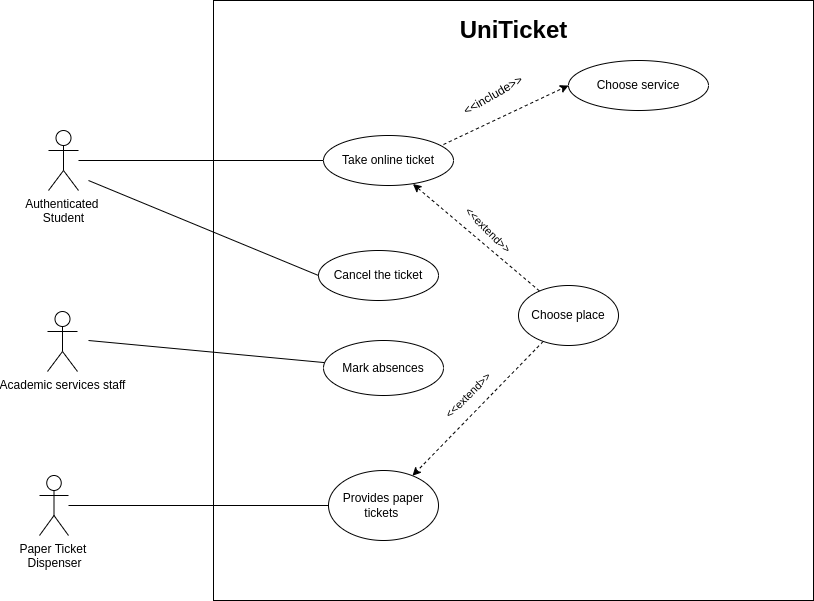 UniTicket
Choose service
<<include>>
Take online ticket
Authenticated
Student
<<extend>>
Cancel the ticket
Choose place
Mark absences
Academic services staff
<<extend>>
Provides paper
tickets
Paper Ticket
Dispenser